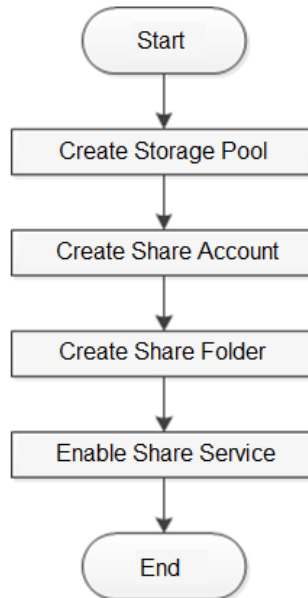 Start
Create Storage Pool
Create Share Account
Create Share Folder
Enable Share Service
End